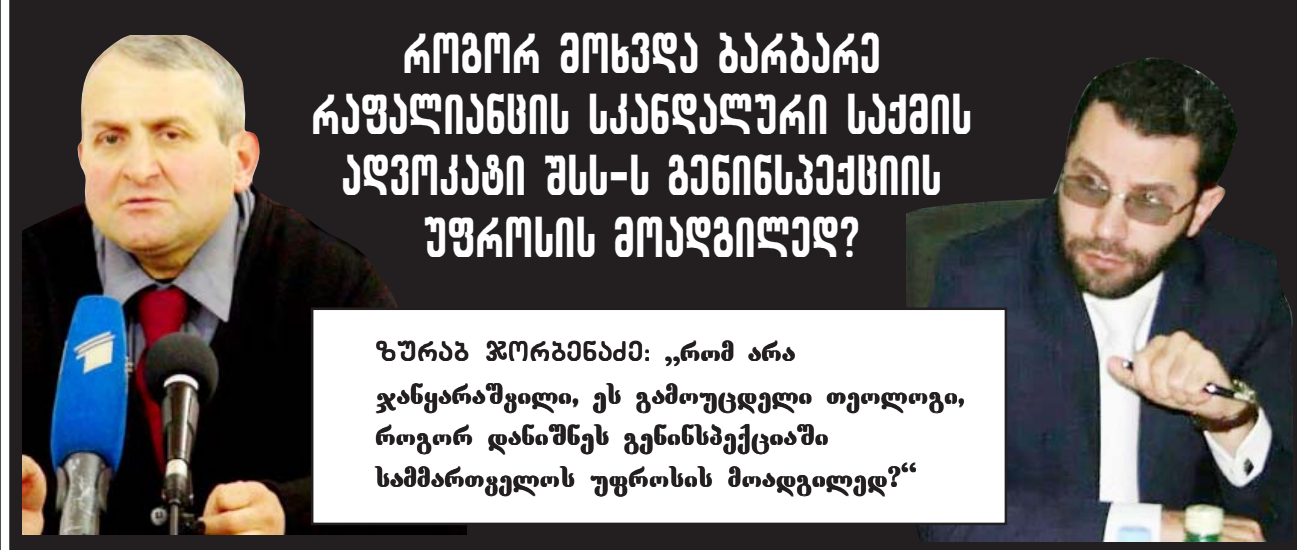 როგორ მოხვდა ბარბარე
რაფალიანცის სკანდალური საქმის
ადვოკატი შსს-ს გენინსპექციის
უფროსის მოადგილედ?
ზურაბ ჯორბენაძე: „რომ არა
ჯანყარაშვილი, ეს გამოუცდელი თეოლოგი,
როგორ დანიშნეს გენინსპექციაში
სამმართველოს უფროსის მოადგილედ?“